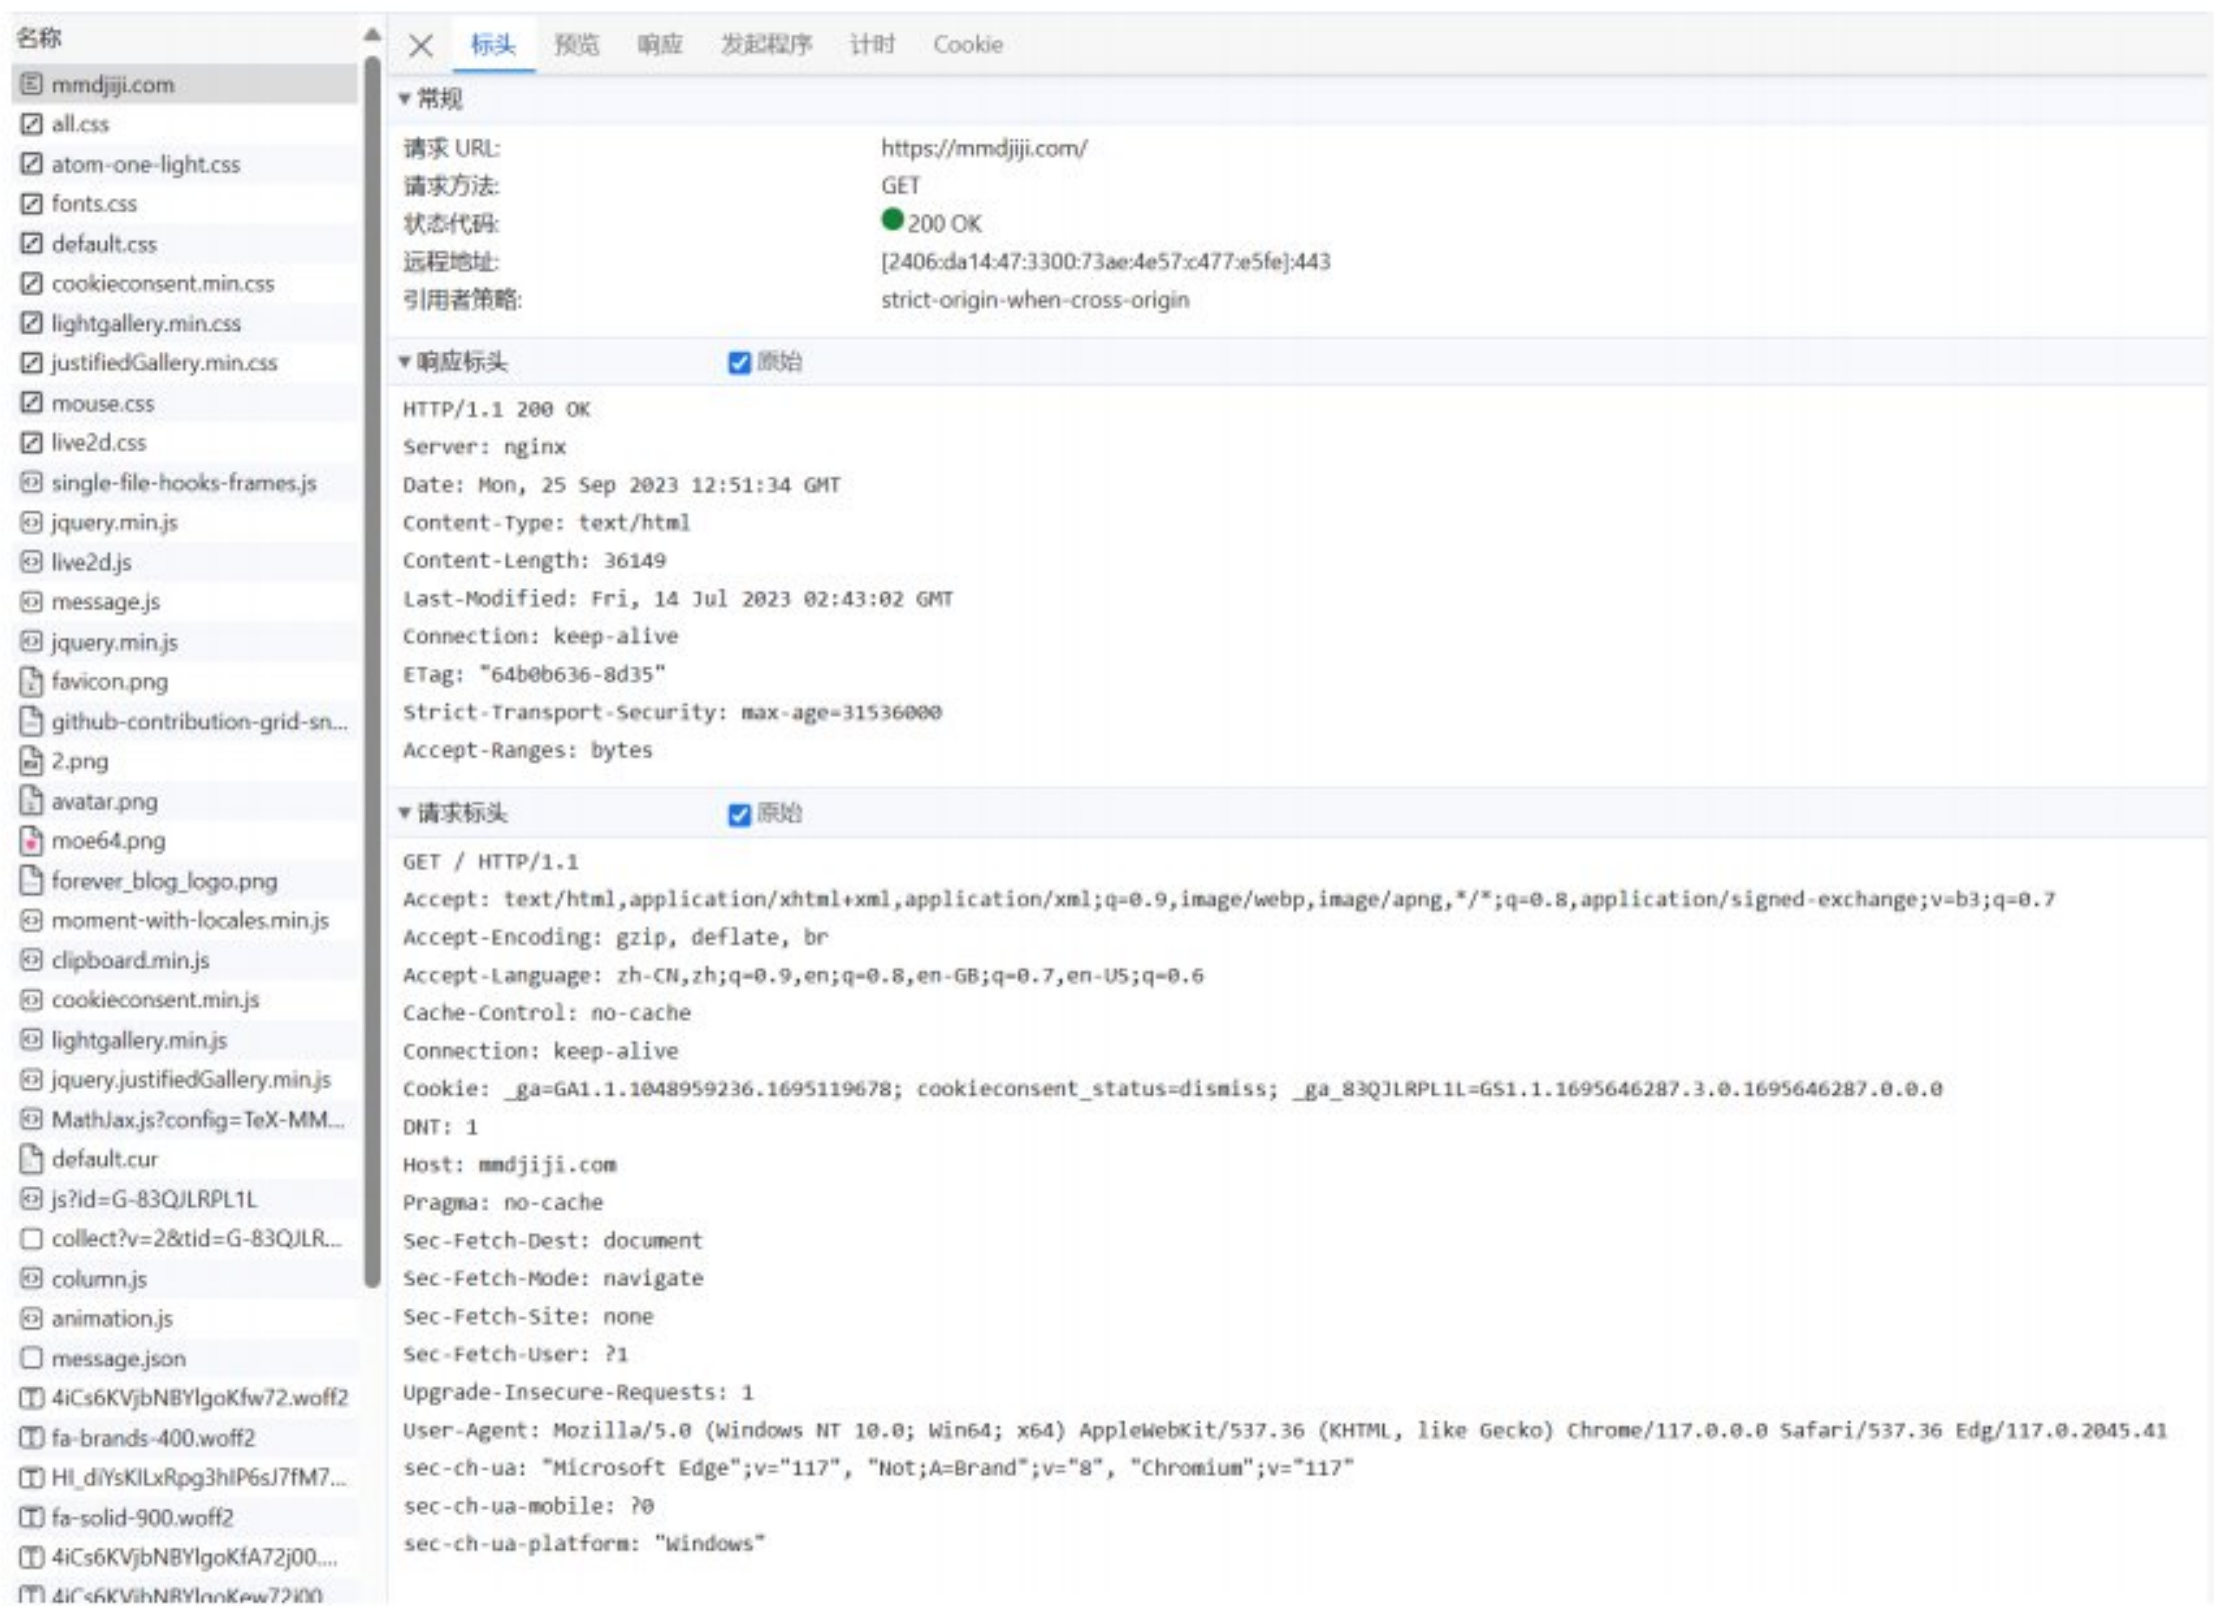 名称
mmdjiji.com
all.css
atom-one-light.css
fonts.css
default.css
cookieconsent.min.css
lightgallery.min.css
justifiedGallery.min.css
mouse.css
live2d.css
single-file-hooks-frames.js
jquery.min.js
live2d.js
message.js
jquery.min.js
favicon.png
github-contribution-grid-sn...
2.png
avatar.png
moe64.png
forever_blog_logo.png
moment-with-locales.min.js
clipboard.min.js
cookieconsent.min.js
lightgallery.min.js
jquery.justifiedGallery.min.js
MathJax.js?config=TeX-MM...
default.cur
js?id=G-83QJLRPL1L
collect?v=2&tid=G-83QJLR...
column.js
animation.js
message.json
4iCs6KVjbNBYlgoKfw72.woff2
fa-brands-400.woff2
HI_diYsKILxRpg3hIP6sJ7fM7...
fa-solid-900.woff2
4iCs6KVjbNBYlgoKfA72j00....
4iCs6KVjbNBYlgoKew72j00
标头 预览 响应 发起程序 计时 Cookie
常规
请求 URL: https://mmdjiji.com/
请求方法: GET
状态代码: 200 OK
远程地址: [2406:da14:47:3300:73ae:4e57:c477:e5fe]:443
引用者策略: strict-origin-when-cross-origin
响应标头 原始
HTTP/1.1 200 OK
Server: nginx
Date: Mon, 25 Sep 2023 12:51:34 GMT
Content-Type: text/html
Content-Length: 36149
Last-Modified: Fri, 14 Jul 2023 02:43:02 GMT
Connection: keep-alive
ETag: "64b0b636-8d35"
Strict-Transport-Security: max-age=31536000
Accept-Ranges: bytes
请求标头 原始
GET / HTTP/1.1
Accept: text/html,application/xhtml+xml,application/xml;q=0.9,image/webp,image/apng,*/*;q=0.8,application/signed-exchange;v=b3;q=0.7
Accept-Encoding: gzip, deflate, br
Accept-Language: zh-CN,zh;q=0.9,en;q=0.8,en-GB;q=0.7,en-US;q=0.6
Cache-Control: no-cache
Connection: keep-alive
Cookie: _ga=GA1.1.1048959236.1695119678; cookieconsent_status=dismiss; _ga_83QJLRPL1L=GS1.1.1695646287.3.0.1695646287.0.0.0
DNT: 1
Host: mmdjiji.com
Pragma: no-cache
Sec-Fetch-Dest: document
Sec-Fetch-Mode: navigate
Sec-Fetch-Site: none
Sec-Fetch-User: ?1
Upgrade-Insecure-Requests: 1
User-Agent: Mozilla/5.0 (Windows NT 10.0; Win64; x64) AppleWebKit/537.36 (KHTML, like Gecko) Chrome/117.0.0.0 Safari/537.36 Edg/117.0.2045.41
sec-ch-ua: "Microsoft Edge";v="117", "Not;A=Brand";v="8", "Chromium";v="117"
sec-ch-ua-mobile: ?0
sec-ch-ua-platform: "Windows"